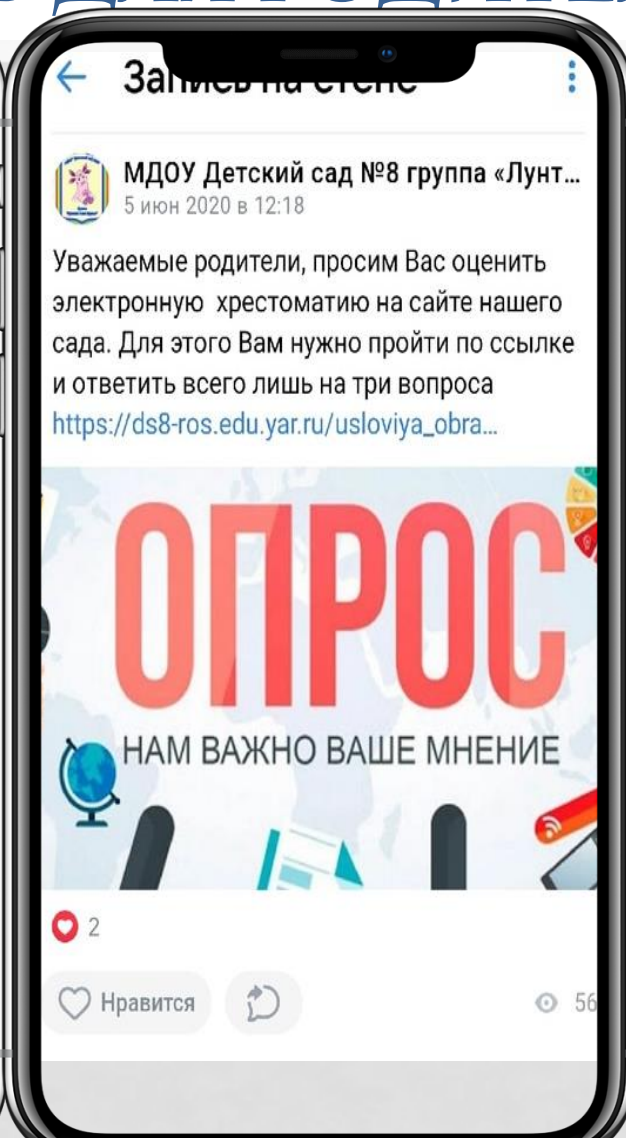 Запись на стене
МДОУ Детский сад №8 группа «Лунт...
5 июн 2020 в 12:18
Уважаемые родители, просим Вас оценить
электронную хрестоматию на сайте нашего
сада. Для этого Вам нужно пройти по ссылке
и ответить всего лишь на три вопроса
https://ds8-ros.edu.yar.ru/usloviya_obra...
ОПРОС
НАМ ВАЖНО ВАШЕ МНЕНИЕ
2
Нравится
56